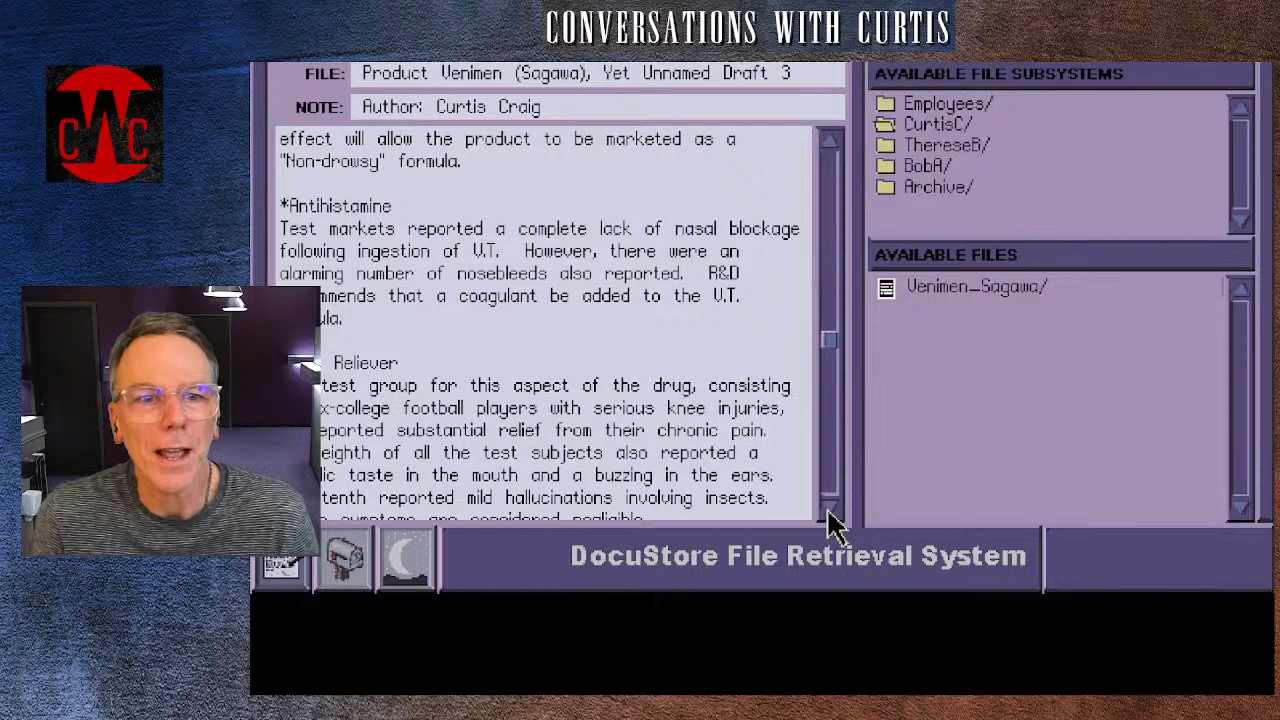 CONVERSATIONS WITH CURTIS
CWC
FILE: Product Venimen (Sagawa), Yet Unnamed Draft 3
NOTE: Author: Curtis Craig
effect will allow the product to be marketed as a
"Non-drowsy" formula.
*Antihistamine
Test markets reported a complete lack of nasal blockage
following ingestion of V.T. However, there were an
alarming number of nosebleeds also reported. R&D
mmends that a coagulant be added to the V.T.
ula.
Reliever
test group for this aspect of the drug, consisting
x-college football players with serious knee injuries,
eported substantial relief from their chronic pain.
eighth of all the test subjects also reported a
lic taste in the mouth and a buzzing in the ears.
tenth reported mild hallucinations involving insects.
symptoms are considered negligible
AVAILABLE FILE SUBSYSTEMS
Employees/
CurtisC/
ThereseB/
BobA/
Archive/
AVAILABLE FILES
Venimen_Sagawa/
DocuStore File Retrieval System